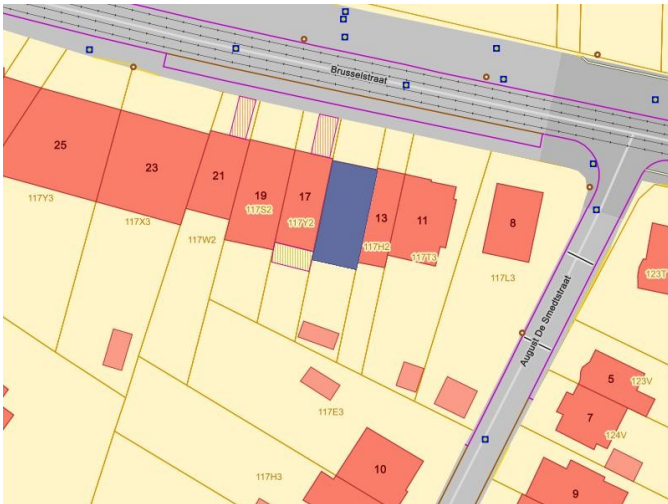 Brusselstraat
25
23
21
19
17
13
11
8
117Y3
117X3
117W2
117S2
117Y2
117H2
117T3
117L3
123T
August De Smedtstraat
5
123V
7
124V
117E3
10
117H3
9